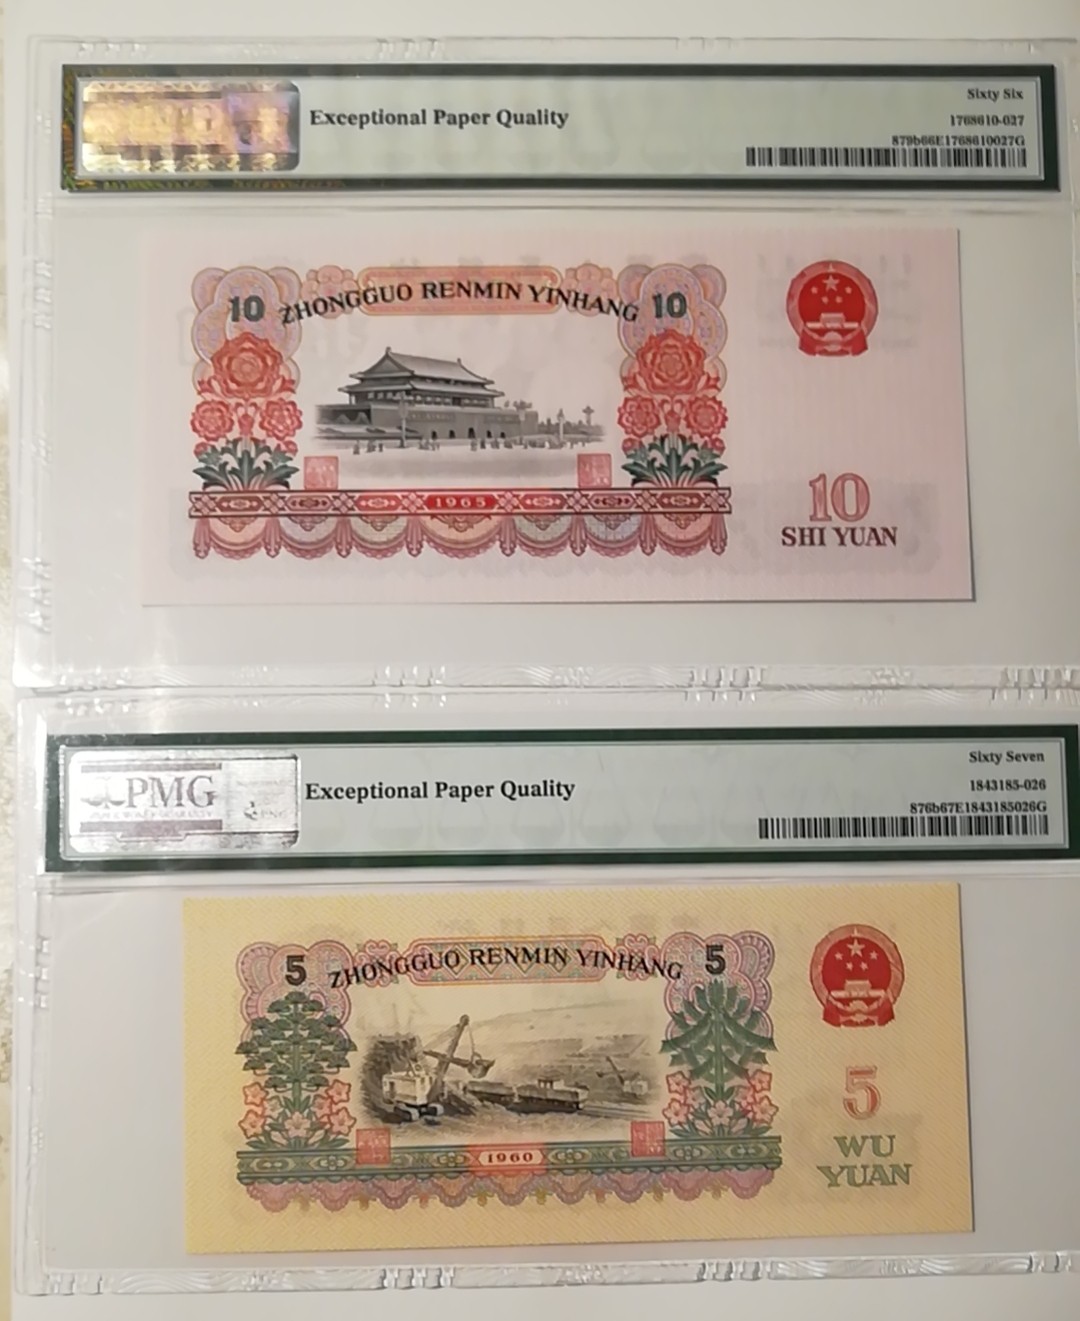 Exceptional Paper Quality
Sixty Six
1768610-027
879b66E1768610027G
10 ZHONGGUO RENMIN YINHANG 10
1965
10
SHI YUAN
PMG
Exceptional Paper Quality
Sixty Seven
1843185-026
876b67E1843185026G
5 ZHONGGUO RENMIN YINHANG 5
1960
5
WU
YUAN